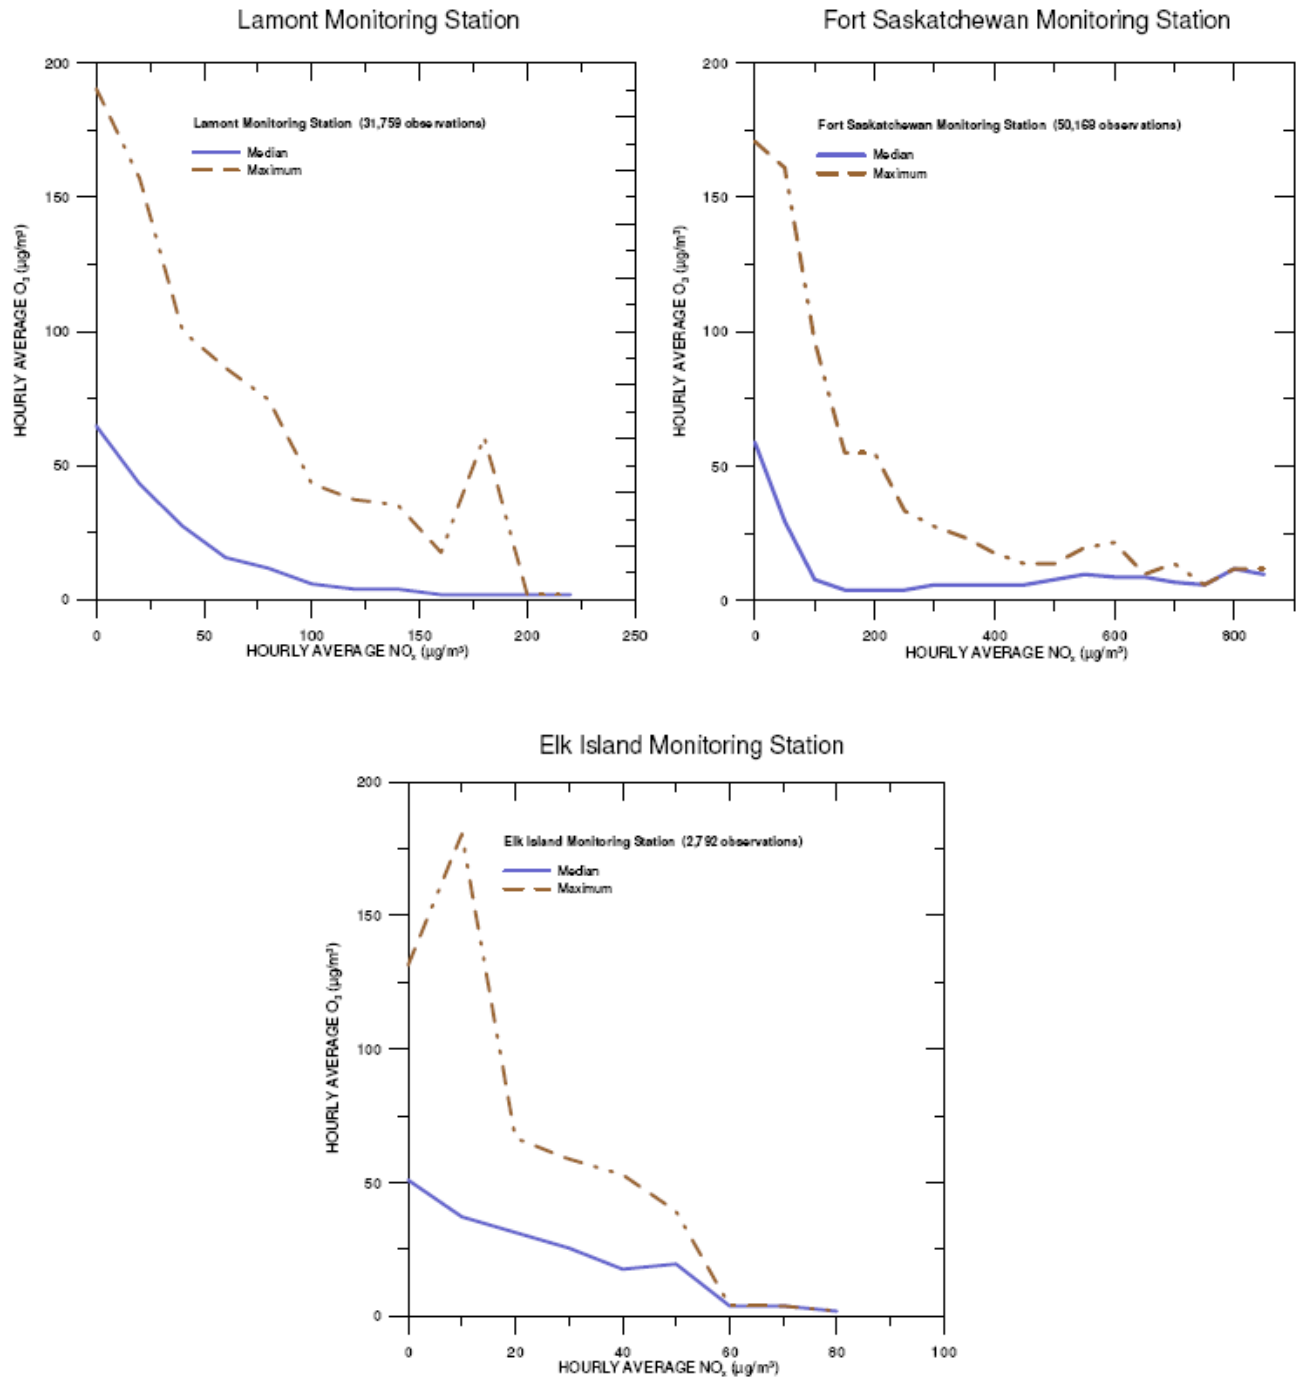 Lamont Monitoring Station
Fort Saskatchewan Monitoring Station
200
150
100
50
0
HOURLY AVERAGE O₃ (µg/m³)
Lamont Monitoring Station (31,759 observations)
Median
Maximum
0 50 100 150 200 250
HOURLY AVERAGE NOₓ (µg/m³)
200
150
100
50
0
HOURLY AVERAGE O₃ (µg/m³)
Fort Saskatchewan Monitoring Station (50,169 observations)
Median
Maximum
0 200 400 600 800
HOURLY AVERAGE NOₓ (µg/m³)
Elk Island Monitoring Station
200
150
100
50
0
HOURLY AVERAGE O₃ (µg/m³)
Elk Island Monitoring Station (2,792 observations)
Median
Maximum
0 20 40 60 80 100
HOURLY AVERAGE NOₓ (µg/m³)